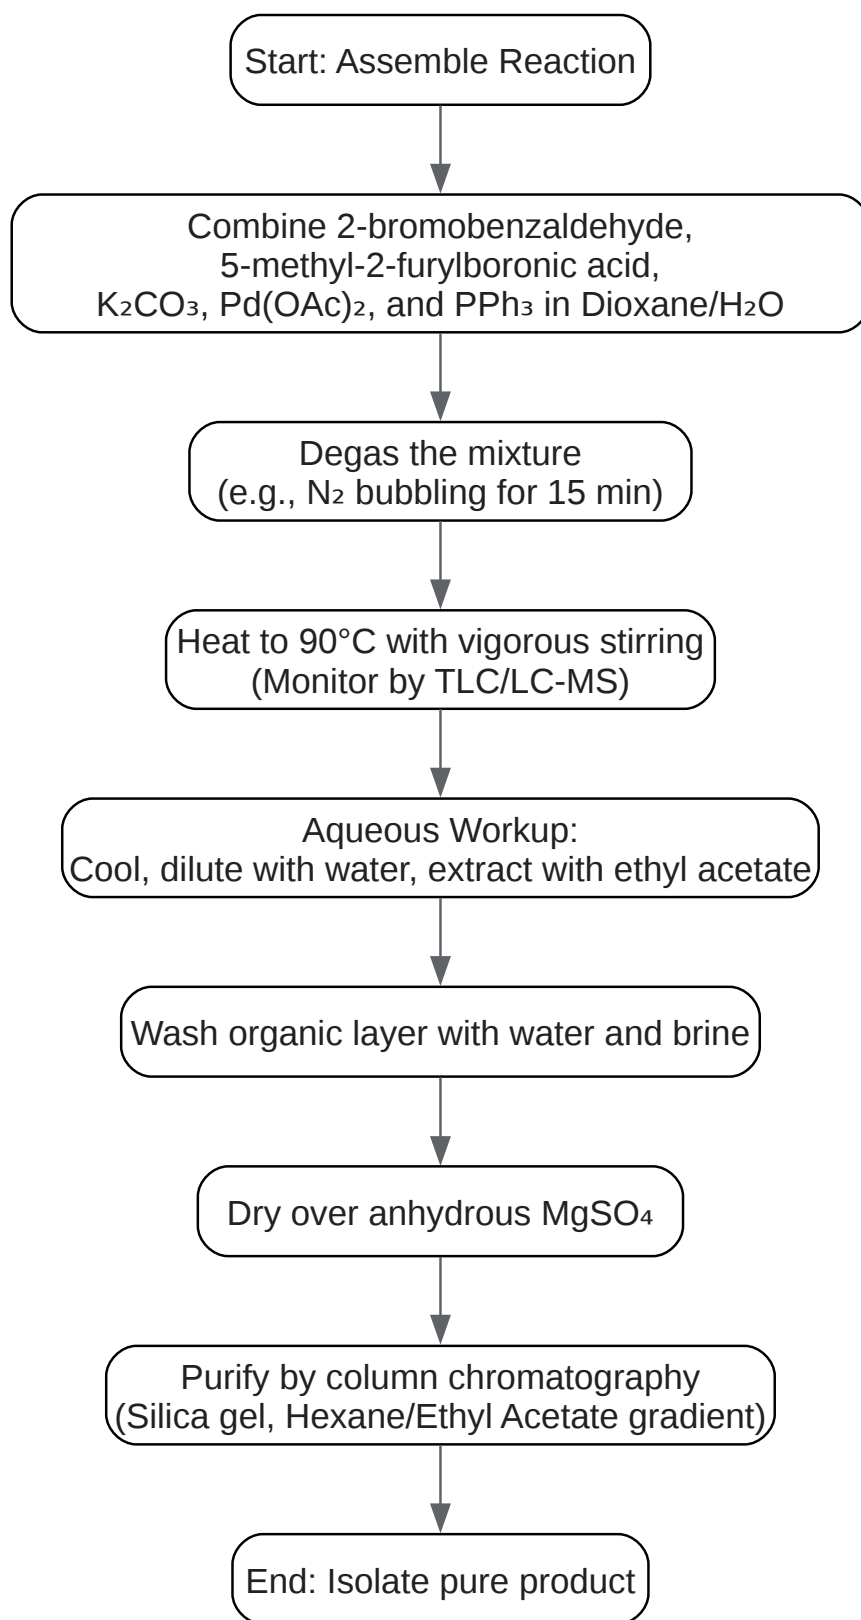 Start: Assemble Reaction
Combine 2-bromobenzaldehyde,
5-methyl-2-furylboronic acid,
K₂CO₃, Pd(OAc)₂, and PPh₃ in Dioxane/H₂O
Degas the mixture
(e.g., N₂ bubbling for 15 min)
Heat to 90°C with vigorous stirring
(Monitor by TLC/LC-MS)
Aqueous Workup:
Cool, dilute with water, extract with ethyl acetate
Wash organic layer with water and brine
Dry over anhydrous MgSO₄
Purify by column chromatography
(Silica gel, Hexane/Ethyl Acetate gradient)
End: Isolate pure product